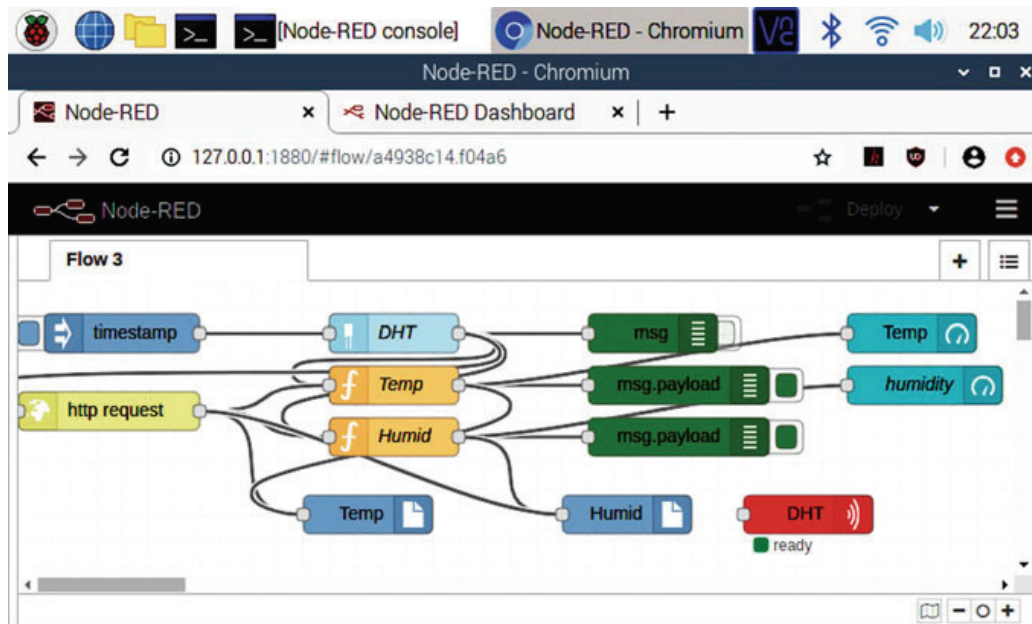 [Node-RED console] Node-RED - Chromium 22:03
Node-RED - Chromium
Node-RED Node-RED Dashboard
127.0.0.1:1880/#flow/a4938c14.f04a6
Node-RED Deploy
Flow 3
timestamp DHT msg Temp
Temp msg.payload humidity
http request Humid msg.payload
Temp Humid DHT
ready